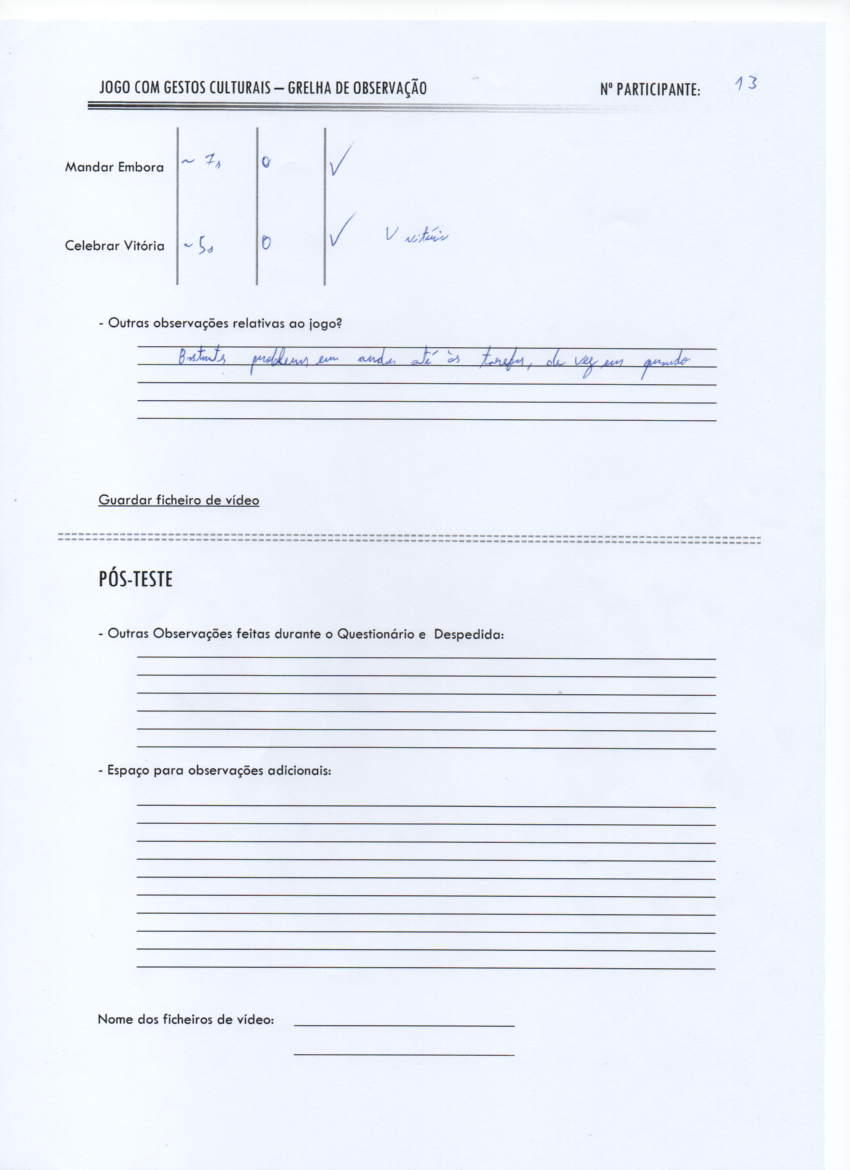 JOGO COM GESTOS CULTURAIS – GRELHA DE OBSERVAÇÃO Nº PARTICIPANTE: 13
Mandar Embora ~ 7s 0 ✓
Celebrar Vitória ~5s 0 ✓ V vitória
- Outras observações relativas ao jogo?
Bastantes problemas em andar até às tarefas, de vez em quando
Guardar ficheiro de vídeo
PÓS-TESTE
- Outras Observações feitas durante o Questionário e Despedida:
- Espaço para observações adicionais:
Nome dos ficheiros de vídeo: